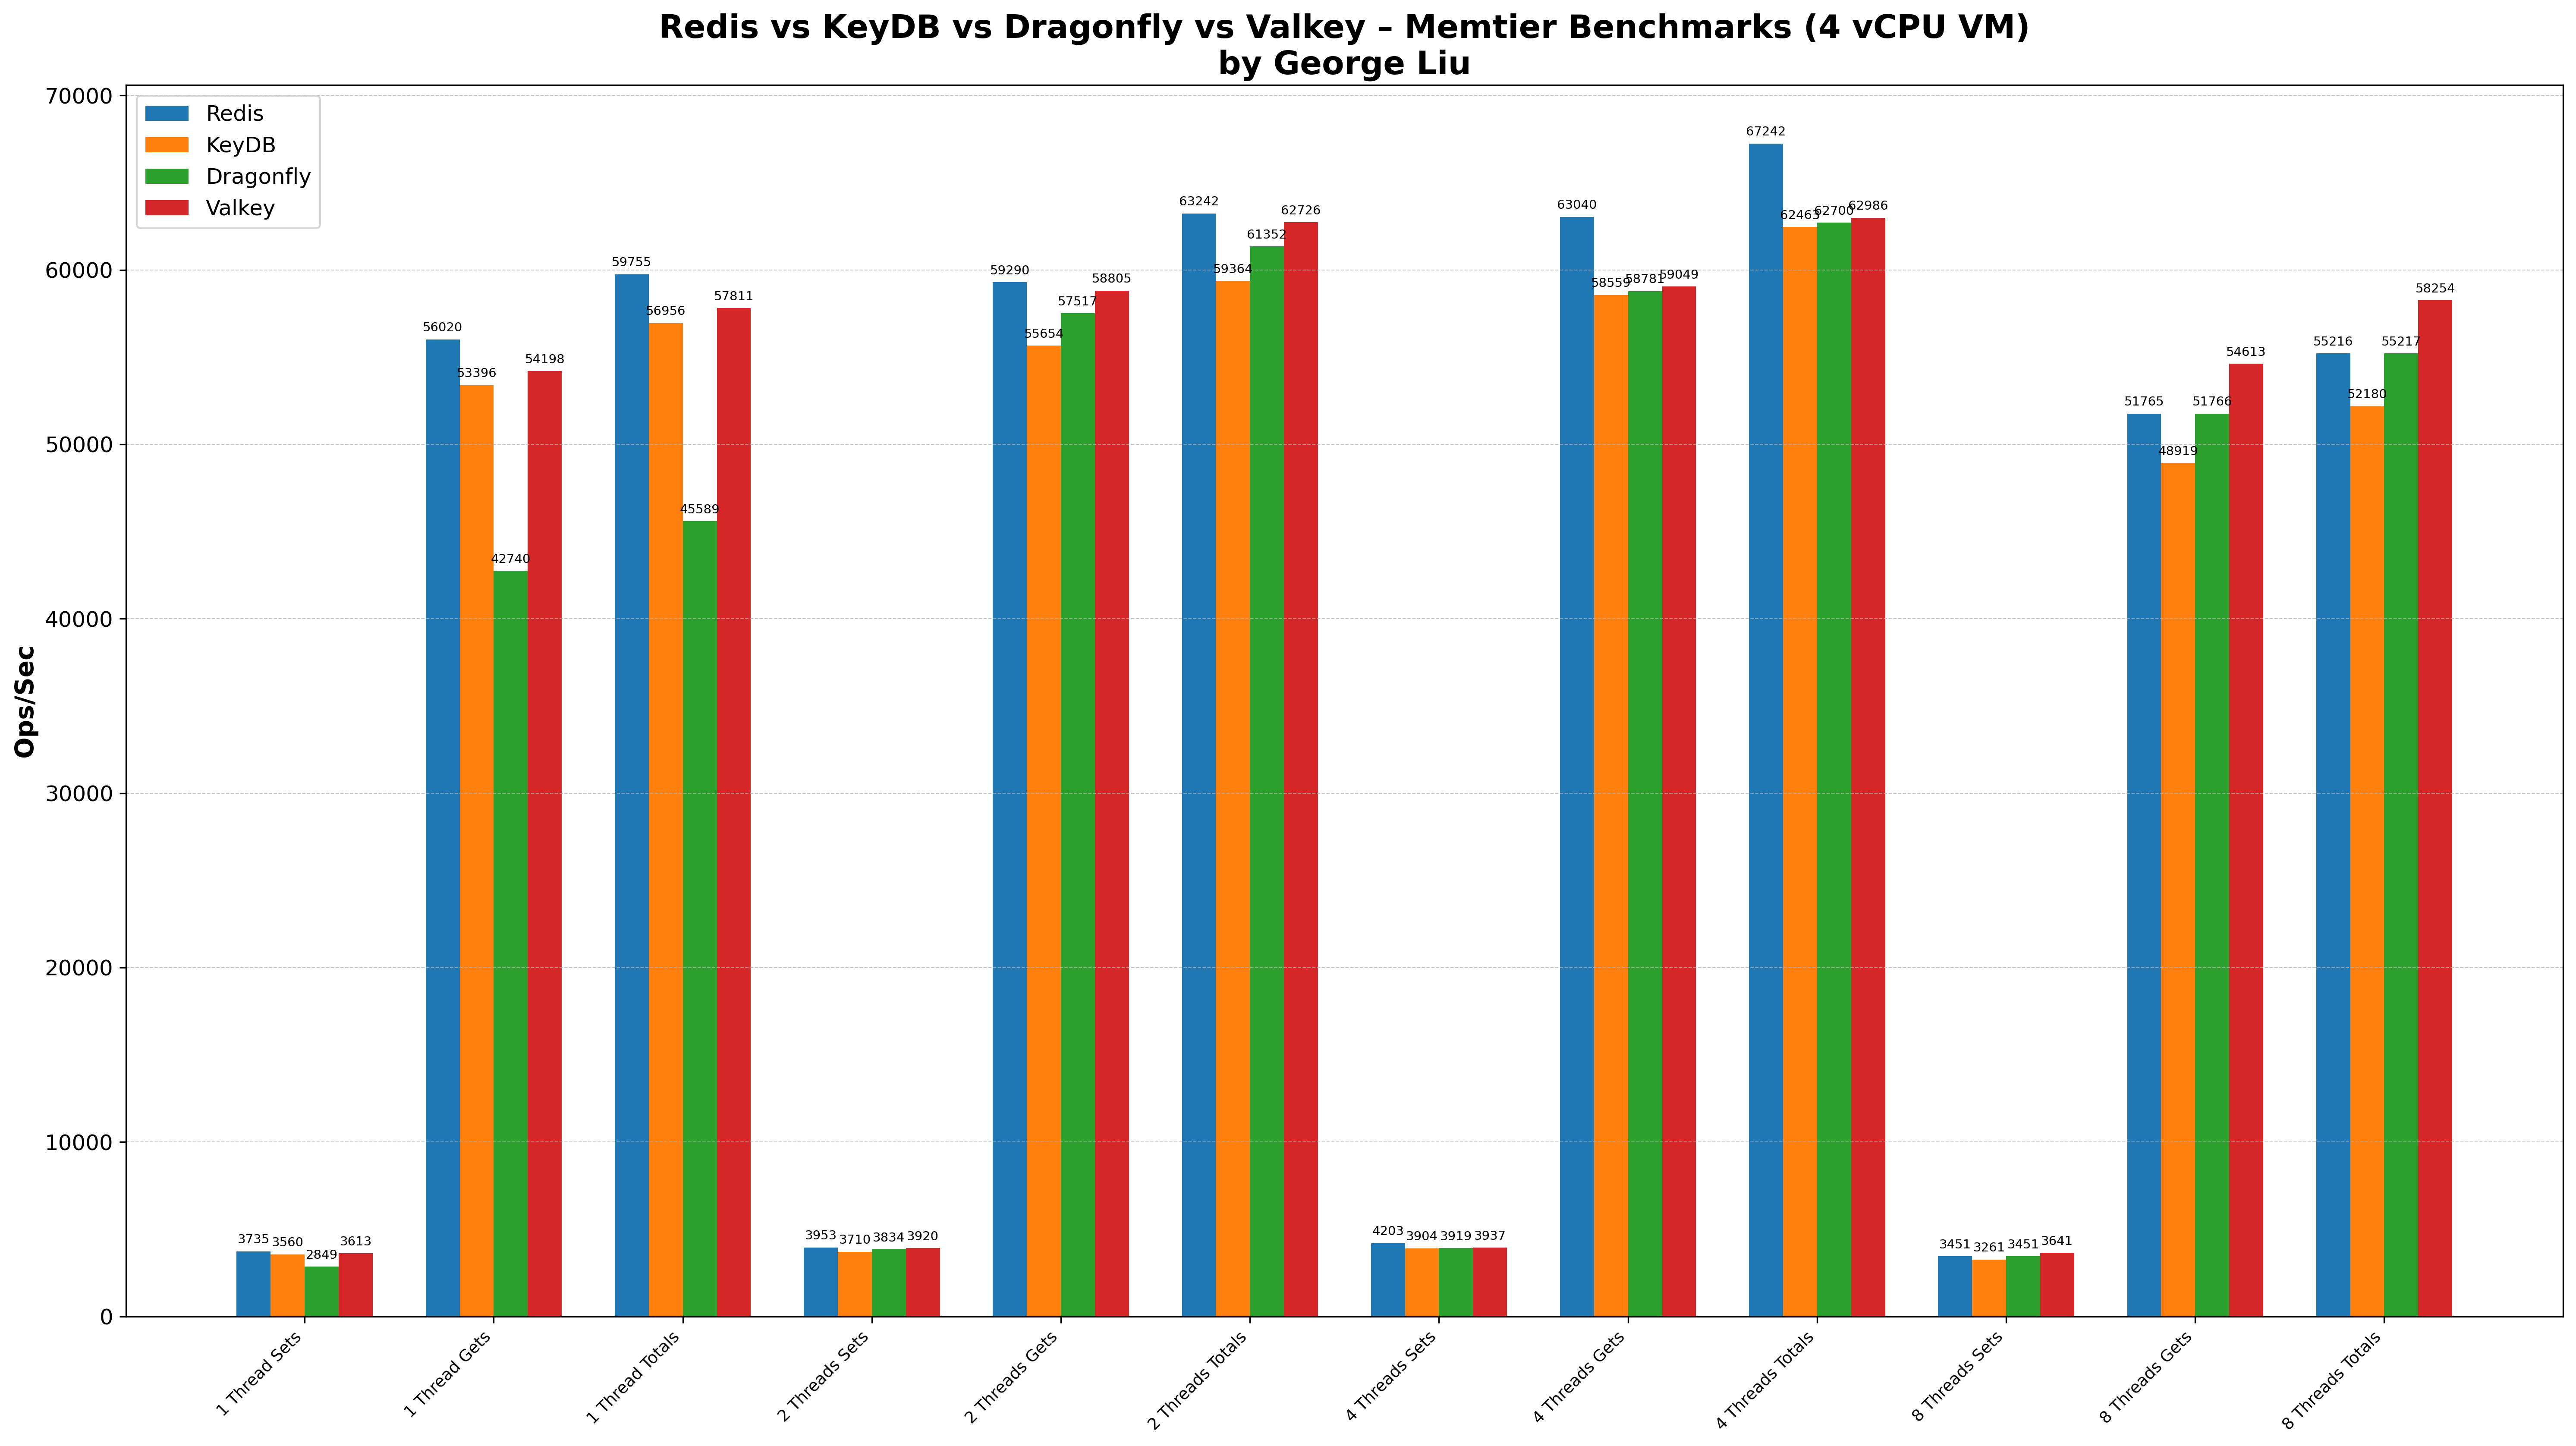 Redis vs KeyDB vs Dragonfly vs Valkey – Memtier Benchmarks (4 vCPU VM)
by George Liu
Redis
KeyDB
Dragonfly
Valkey
Ops/Sec
70000
60000
50000
40000
30000
20000
10000
0
3735 3560 2849 3613
56020 53396 42740 54198
59755 56956 45589 57811
3953 3710 3834 3920
59290 55654 57517 58805
63242 59364 61352 62726
4203 3904 3919 3937
63040 58559 58781 59049
67242 62463 62700 62986
3451 3261 3451 3641
51765 48919 51766 54613
55216 52180 55217 58254
1 Thread Sets
1 Thread Gets
1 Thread Totals
2 Threads Sets
2 Threads Gets
2 Threads Totals
4 Threads Sets
4 Threads Gets
4 Threads Totals
8 Threads Sets
8 Threads Gets
8 Threads Totals